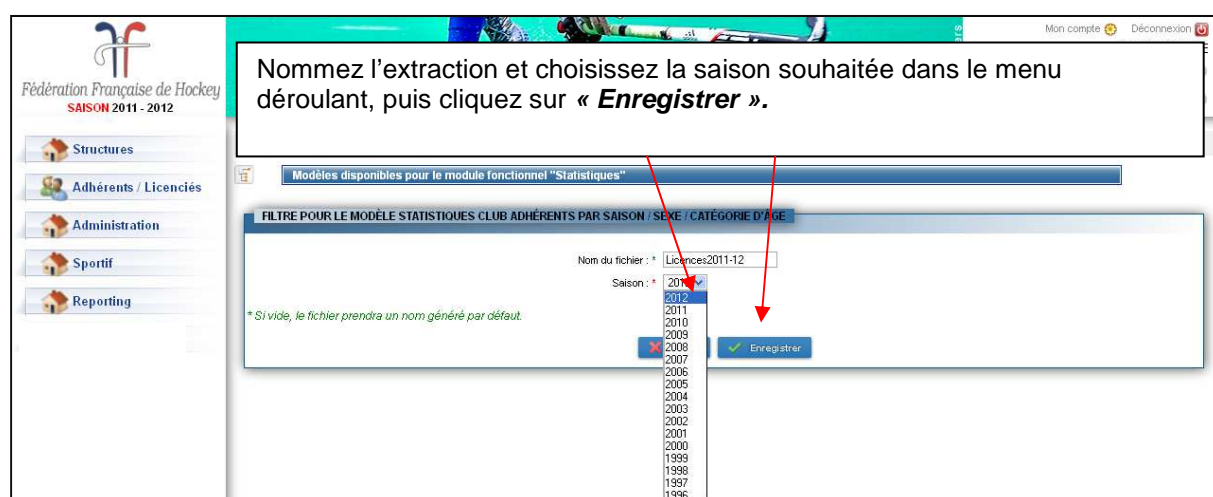 Mon compte Déconnexion
Nommez l'extraction et choisissez la saison souhaitée dans le menu
déroulant, puis cliquez sur « Enregistrer ».
Fédération Française de Hockey
SAISON 2011 - 2012
Structures
Adhérents / Licenciés
Administration
Sportif
Reporting
Modèles disponibles pour le module fonctionnel "Statistiques"
FILTRE POUR LE MODÈLE STATISTIQUES CLUB ADHÉRENTS PAR SAISON / SEXE / CATÉGORIE D'ÂGE
Nom du fichier : * Licences2011-12
Saison : *
2012
2011
2010
2009
2008
2007
2006
2005
2004
2003
2002
2001
2000
1999
1998
1997
1996
* Si vide, le fichier prendra un nom généré par défaut.
Enregistrer